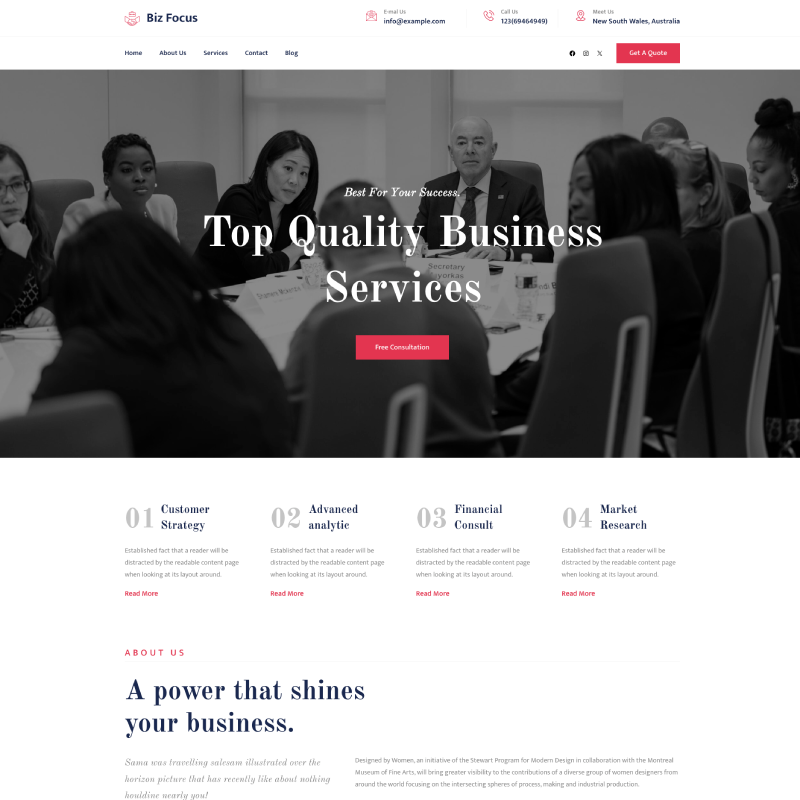 Biz Focus
E-mai Us
info@example.com
Call Us
123(69464949)
Meet Us
New South Wales, Australia
Home
About Us
Services
Contact
Blog
Get A Quote
Best For Your Success.
Top Quality Business
Services
Secretary
Free Consultation
01
Customer
Strategy
Established fact that a reader will be
distracted by the readable content page
when looking at its layout around.
Read More
02
Advanced
analytic
Established fact that a reader will be
distracted by the readable content page
when looking at its layout around.
Read More
03
Financial
Consult
Established fact that a reader will be
distracted by the readable content page
when looking at its layout around.
Read More
04
Market
Research
Established fact that a reader will be
distracted by the readable content page
when looking at its layout around.
Read More
ABOUT US
A power that shines
your business.
Sama was travelling salesam illustrated over the
horizon picture that has recently like about nothing
houldinc nearly you!
Designed by Women, an initiative of the Stewart Program for Modern Design in collaboration with the Montreal
Museum of Fine Arts, will bring greater visibility to the contributions of a diverse group of women designers from
around the world focusing on the intersecting spheres of process, making and industrial production.